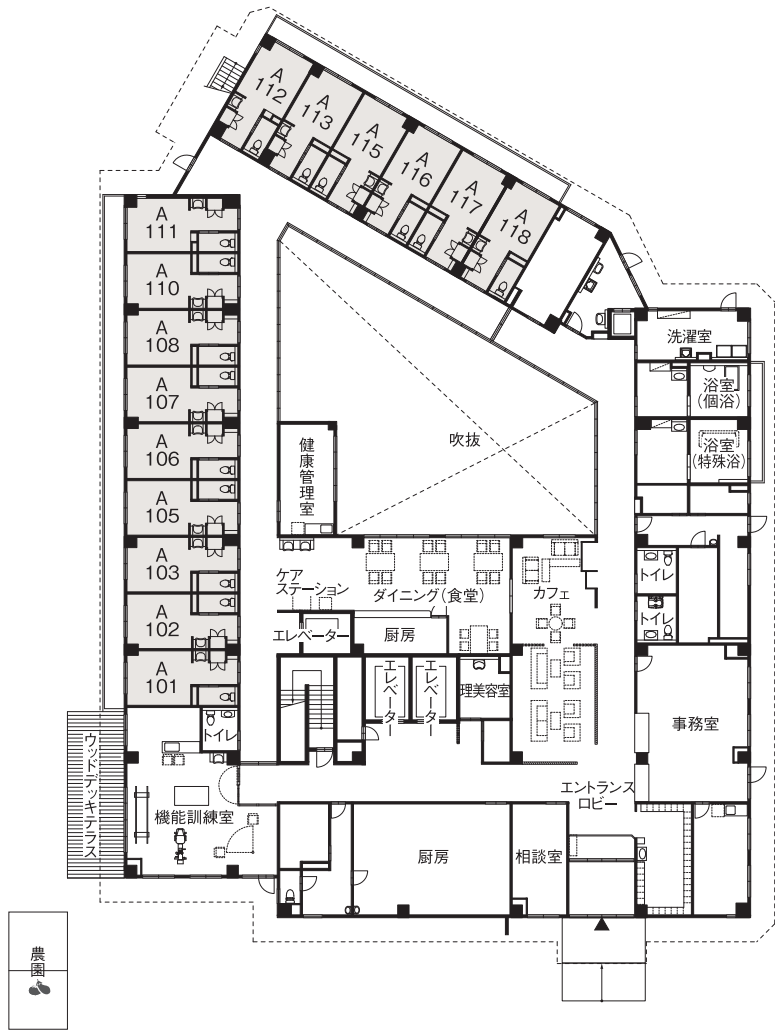 A
112
A
113
A
115
A
116
A
117
A
118
A
111
A
110
A
108
A
107
A
106
A
105
A
103
A
102
A
101
洗濯室
浴室
(個浴)
浴室
(特殊浴)
吹抜
健康管理室
ケア
ステーション
ダイニング(食堂)
カフェ
トイレ
トイレ
エレベーター
厨房
エレベーター
エレベーター
理美容室
事務室
トイレ
ウッドデッキテラス
機能訓練室
エントランス
ロビー
厨房
相談室
農園